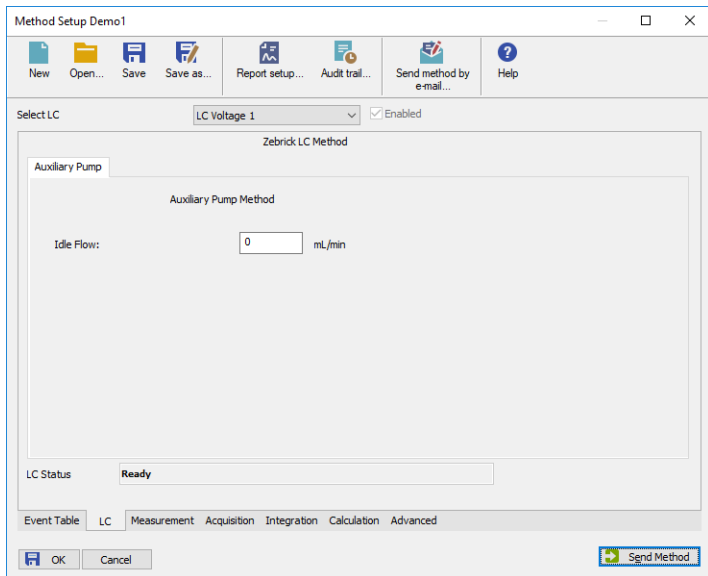 Method Setup Demo1
New Open... Save Save as... Report setup... Audit trail... Send method by e-mail... Help
Select LC LC Voltage 1 Enabled
Zebrick LC Method
Auxiliary Pump
Auxiliary Pump Method
Idle Flow: 0 mL/min
LC Status Ready
Event Table LC Measurement Acquisition Integration Calculation Advanced
OK Cancel Send Method